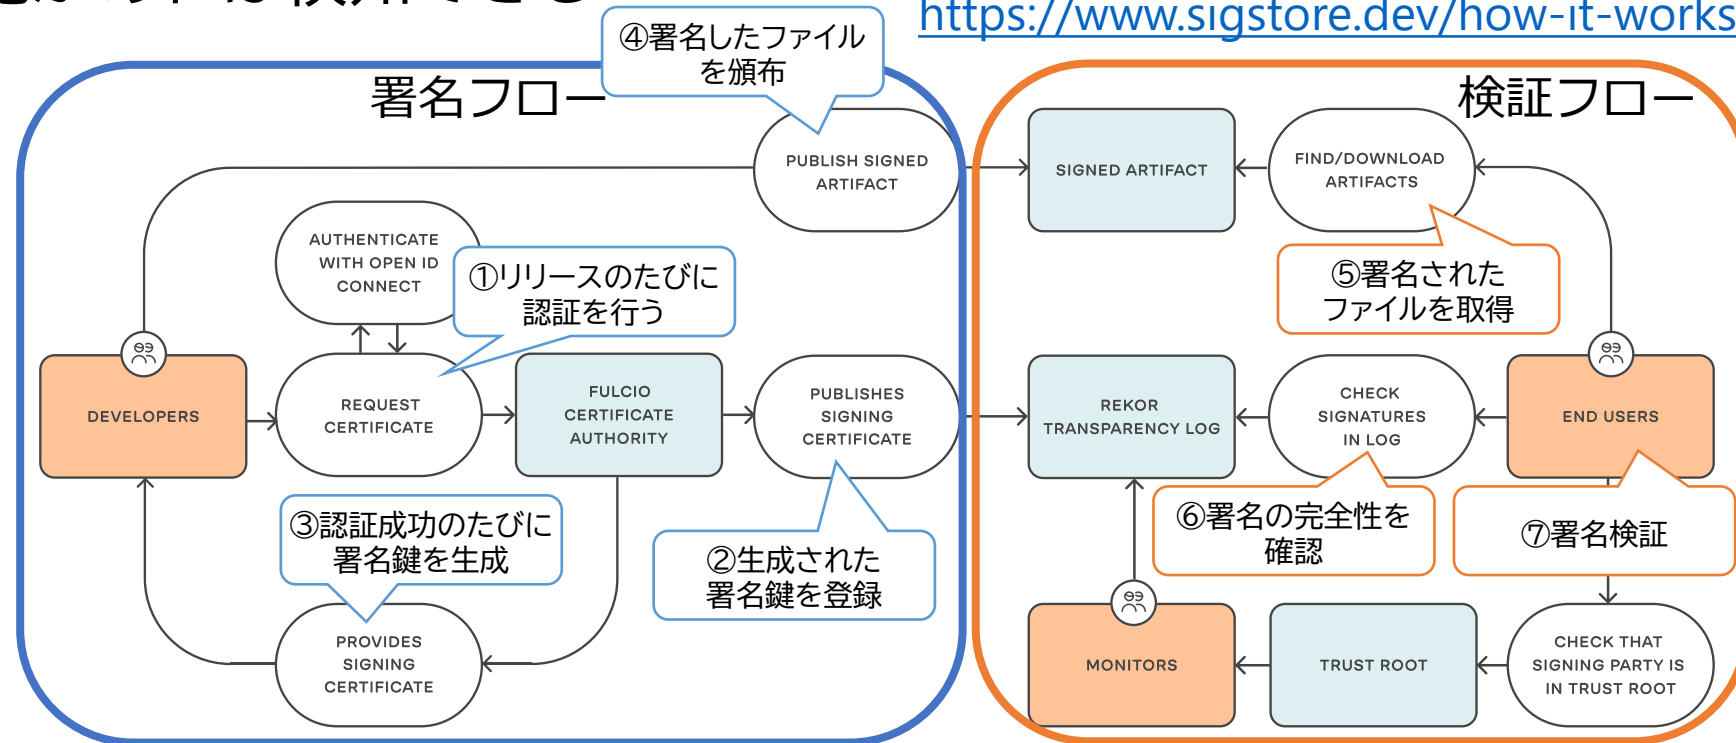 https://www.sigstore.dev/how-it-works
④署名したファイル
を頒布
署名フロー
検証フロー
PUBLISH SIGNED
ARTIFACT
SIGNED ARTIFACT
FIND/DOWNLOAD
ARTIFACTS
AUTHENTICATE
WITH OPEN ID
CONNECT
①リリースのたびに
認証を行う
⑤署名された
ファイルを取得
DEVELOPERS
REQUEST
CERTIFICATE
FULCIO
CERTIFICATE
AUTHORITY
PUBLISHES
SIGNING
CERTIFICATE
REKOR
TRANSPARENCY LOG
CHECK
SIGNATURES
IN LOG
END USERS
③認証成功のたびに
署名鍵を生成
②生成された
署名鍵を登録
⑥署名の完全性を
確認
⑦署名検証
PROVIDES
SIGNING
CERTIFICATE
MONITORS
TRUST ROOT
CHECK THAT
SIGNING PARTY IS
IN TRUST ROOT